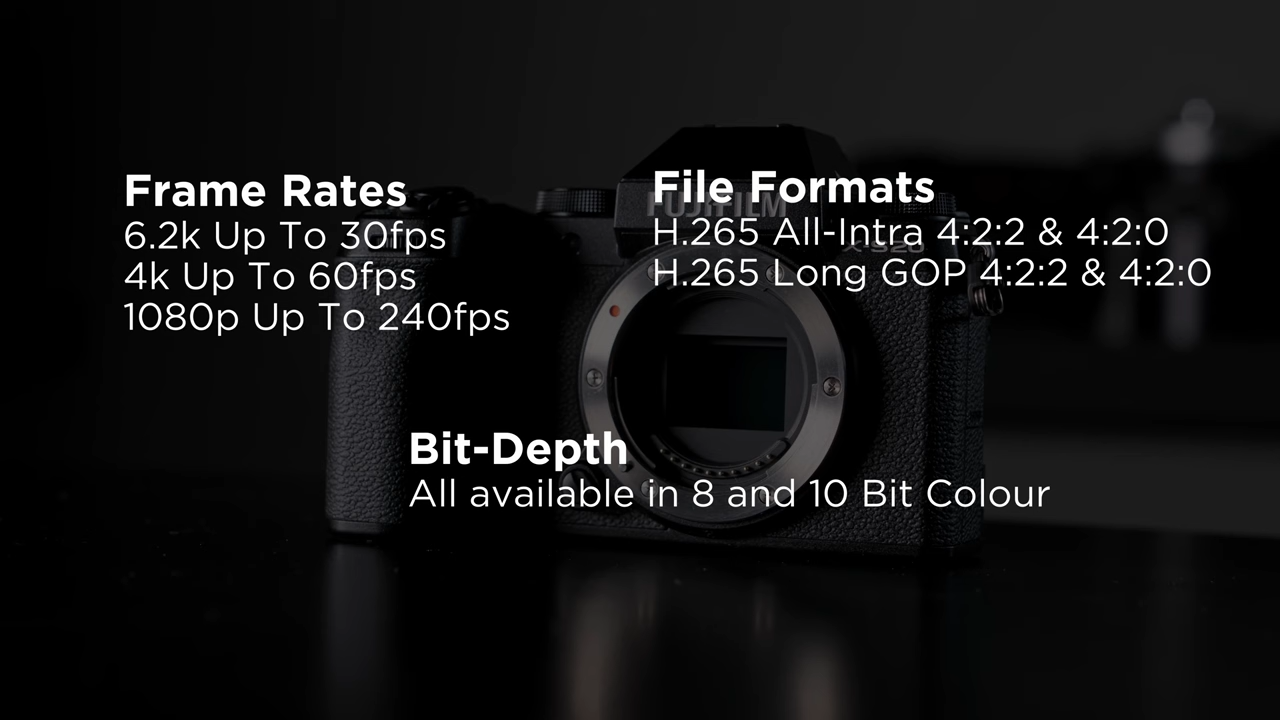 Frame Rates
6.2k Up To 30fps
4k Up To 60fps
1080p Up To 240fps
File Formats
H.265 All-Intra 4:2:2 & 4:2:0
H.265 Long GOP 4:2:2 & 4:2:0
FUJIFILM
X-S20
Bit-Depth
All available in 8 and 10 Bit Colour